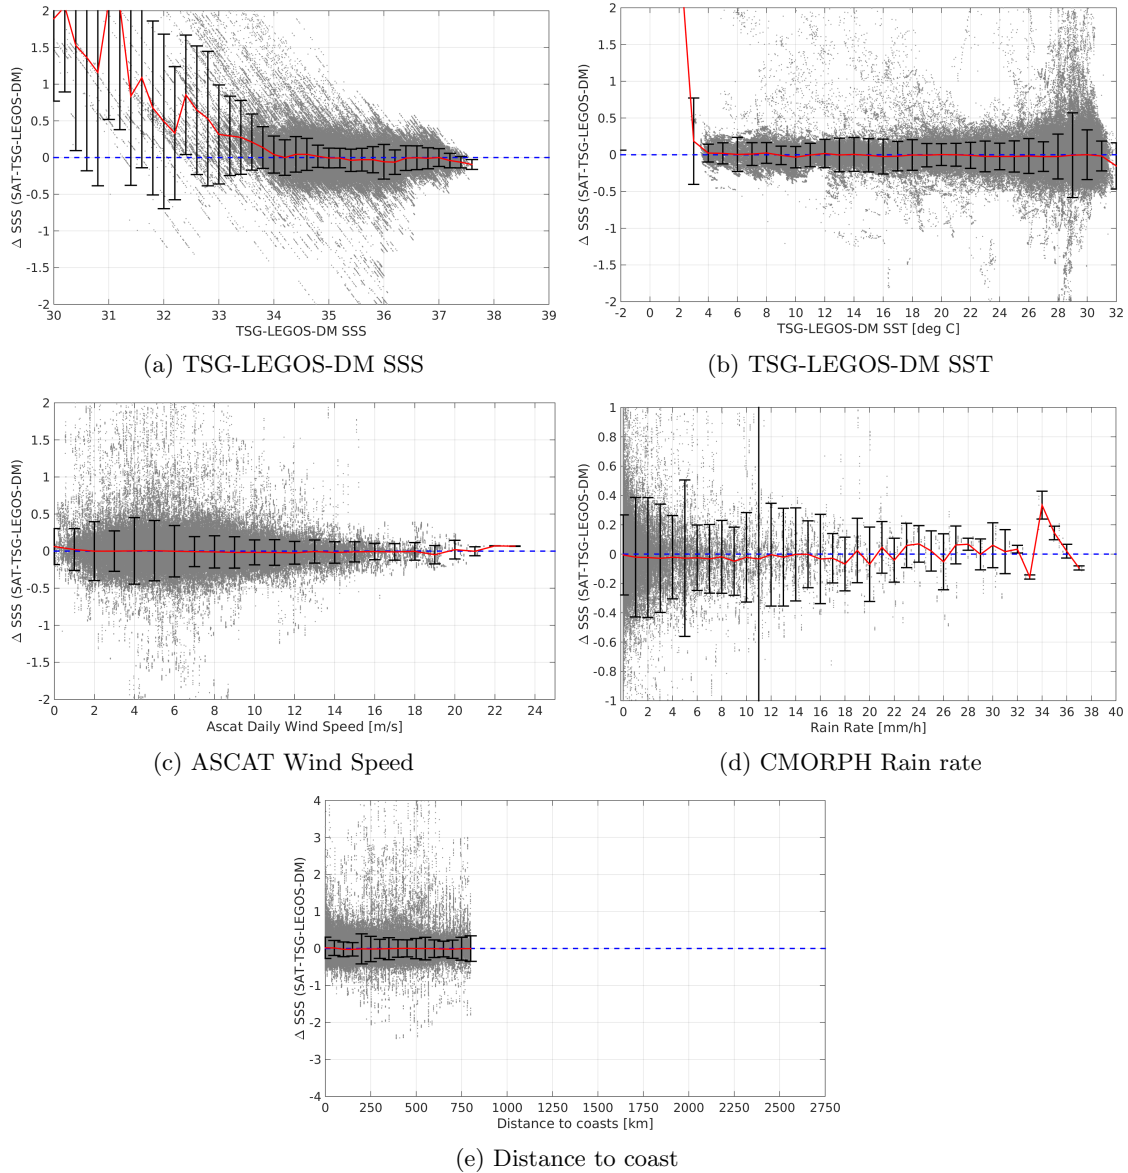 2
1.5
1
0.5
0
-0.5
-1
-1.5
-2
Δ SSS (SAT-TSG-LEGOS-DM)
30 31 32 33 34 35 36 37 38 39
TSG-LEGOS-DM SSS
(a) TSG-LEGOS-DM SSS
2
1.5
1
0.5
0
-0.5
-1
-1.5
-2
Δ SSS (SAT-TSG-LEGOS-DM)
-2 0 2 4 6 8 10 12 14 16 18 20 22 24 26 28 30 32
TSG-LEGOS-DM SST [deg C]
(b) TSG-LEGOS-DM SST
2
1.5
1
0.5
0
-0.5
-1
-1.5
-2
Δ SSS (SAT-TSG-LEGOS-DM)
0 2 4 6 8 10 12 14 16 18 20 22 24
Ascat Daily Wind Speed [m/s]
(c) ASCAT Wind Speed
1
0.8
0.6
0.4
0.2
0
-0.2
-0.4
-0.6
-0.8
-1
Δ SSS (SAT-TSG-LEGOS-DM)
0 2 4 6 8 10 12 14 16 18 20 22 24 26 28 30 32 34 36 38 40
Rain Rate [mm/h]
(d) CMORPH Rain rate
4
3
2
1
0
-1
-2
-3
-4
Δ SSS (SAT-TSG-LEGOS-DM)
0 250 500 750 1000 1250 1500 1750 2000 2250 2500 2750
Distance to coasts [km]
(e) Distance to coast